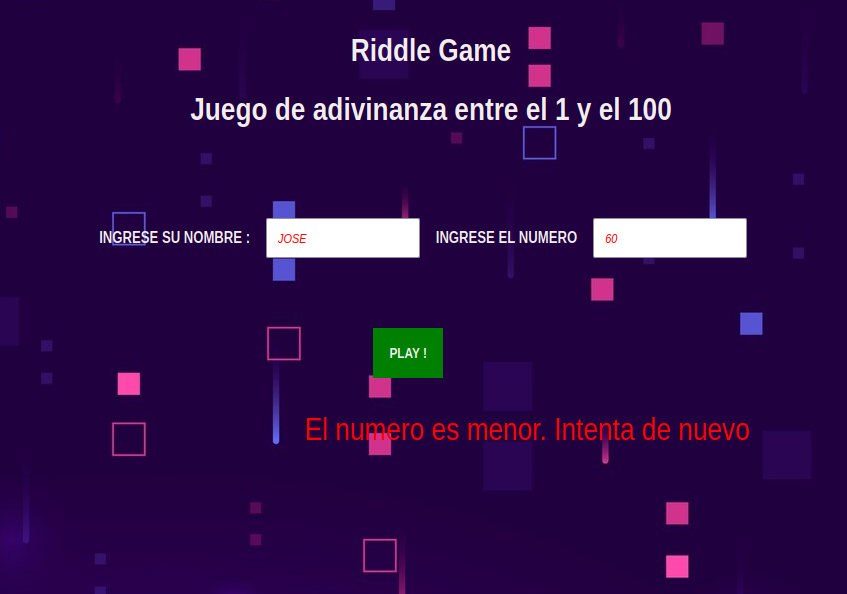 Riddle Game
Juego de adivinanza entre el 1 y el 100
INGRESE SU NOMBRE : JOSE INGRESE EL NUMERO 60
PLAY !
El numero es menor. Intenta de nuevo